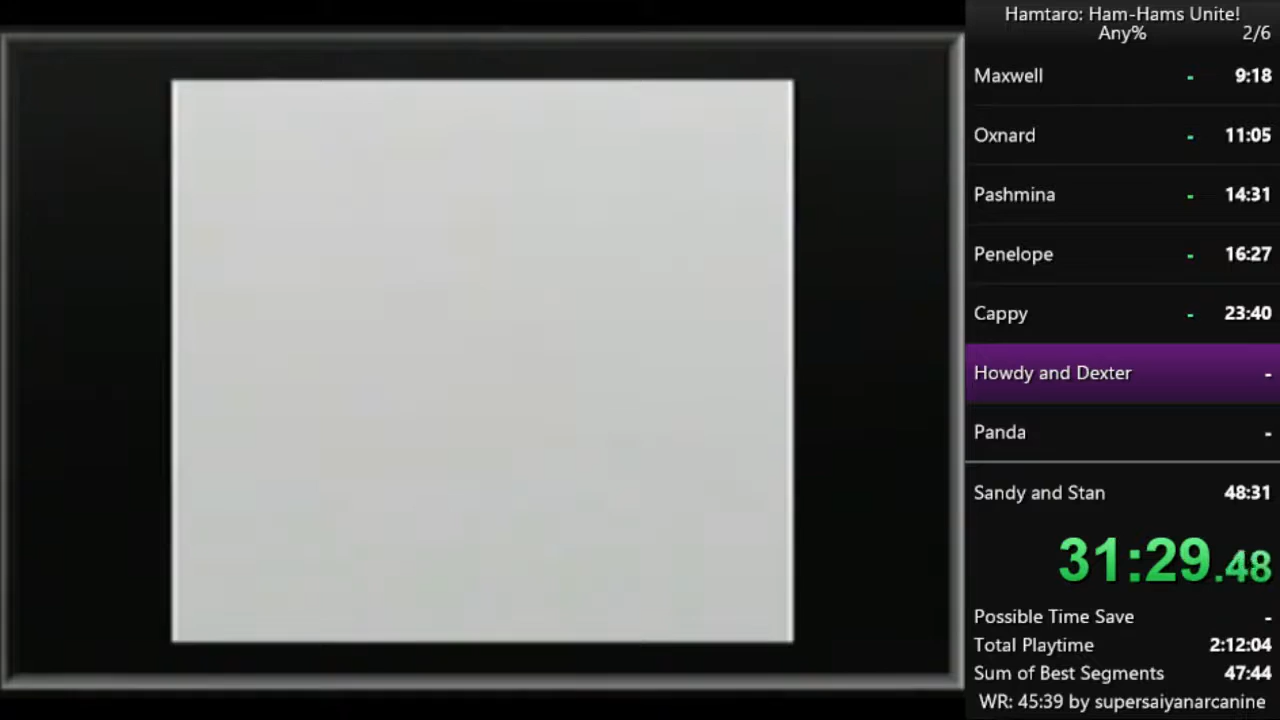 Hamtaro: Ham-Hams Unite!
Any% 2/6
Maxwell - 9:18
Oxnard - 11:05
Pashmina - 14:31
Penelope - 16:27
Cappy - 23:40
Howdy and Dexter -
Panda -
Sandy and Stan 48:31
31:29.48
Possible Time Save -
Total Playtime 2:12:04
Sum of Best Segments 47:44
WR: 45:39 by supersaiyanarcanine